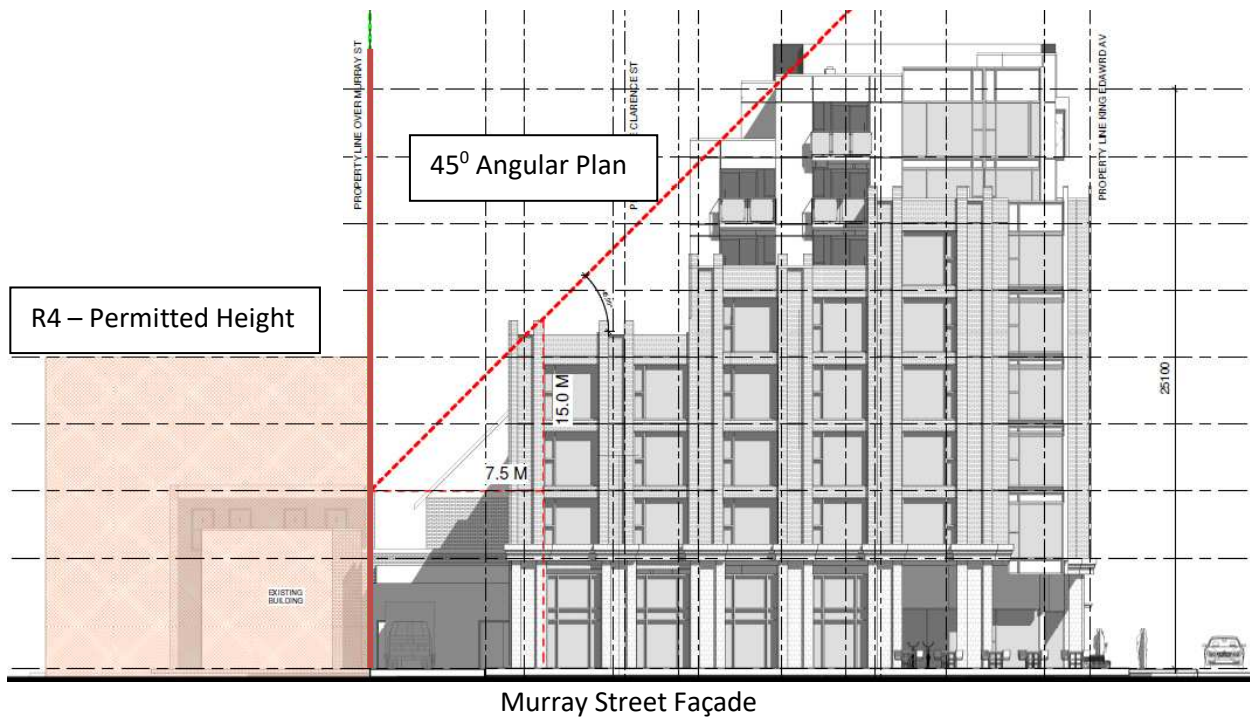 PROPERTY LINE OVER MURRAY ST
CLARENCE ST
PROPERTY LINE KING EDAWRD AV
45⁰ Angular Plan
R4 – Permitted Height
15.0 M
7.5 M
25100
EXISTING
BUILDING
Murray Street Façade